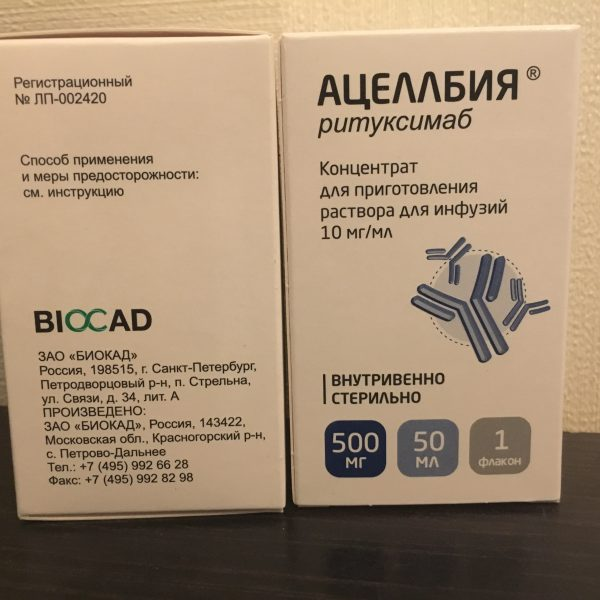 Регистрационный
№ ЛП-002420
Способ применения
и меры предосторожности:
см. инструкцию
BIOCAD
ЗАО «БИОКАД»
Россия, 198515, г. Санкт-Петербург,
Петродворцовый р-н, п. Стрельна,
ул. Связи, д. 34, лит. А
ПРОИЗВЕДЕНО:
ЗАО «БИОКАД», Россия, 143422,
Московская обл., Красногорский р-н,
с. Петрово-Дальнее
Тел.: +7 (495) 992 66 28
Факс: +7 (495) 992 82 98
АЦЕЛЛБИЯ®
ритуксимаб
Концентрат
для приготовления
раствора для инфузий
10 мг/мл
ВНУТРИВЕННО
СТЕРИЛЬНО
500 мг
50 мл
1 флакон